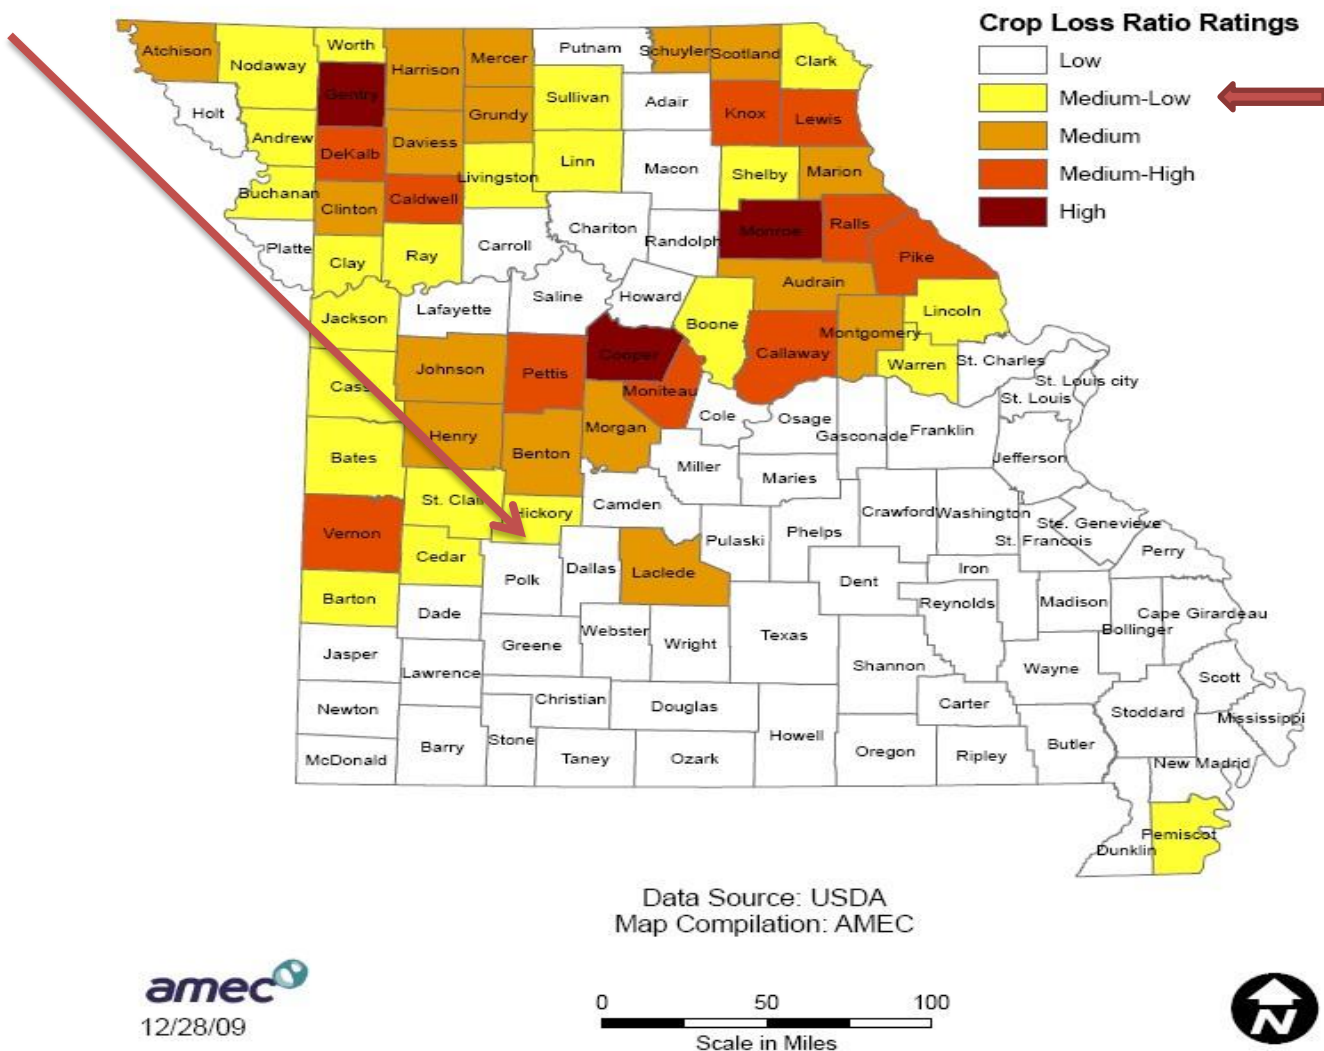 Crop Loss Ratio Ratings
Low
Medium-Low
Medium
Medium-High
High
Atchison
Nodaway
Worth
Gentry
Harrison
Mercer
Putnam
Schuyler
Scotland
Clark
Holt
Andrew
DeKalb
Daviess
Grundy
Sullivan
Adair
Knox
Lewis
Buchanan
Clinton
Caldwell
Livingston
Linn
Macon
Shelby
Marion
Platte
Clay
Ray
Carroll
Chariton
Randolph
Monroe
Ralls
Pike
Jackson
Lafayette
Saline
Howard
Boone
Audrain
Callaway
Montgomery
Lincoln
Warren
St. Charles
St. Louis city
St. Louis
Cass
Johnson
Pettis
Cooper
Moniteau
Cole
Osage
Gasconade
Franklin
Jefferson
Bates
Henry
Benton
Morgan
Miller
Maries
Vernon
St. Clair
Hickory
Camden
Pulaski
Phelps
Crawford
Washington
St. Francois
Ste. Genevieve
Perry
Barton
Cedar
Polk
Dallas
Laclede
Dent
Iron
Reynolds
Madison
Bollinger
Cape Girardeau
Jasper
Dade
Greene
Webster
Wright
Texas
Shannon
Wayne
Scott
Newton
Lawrence
Christian
Douglas
Howell
Carter
Stoddard
Mississippi
McDonald
Barry
Stone
Taney
Ozark
Oregon
Ripley
Butler
New Madrid
Pemiscot
Dunklin
Data Source: USDA
Map Compilation: AMEC
amec
12/28/09
0 50 100
Scale in Miles
N